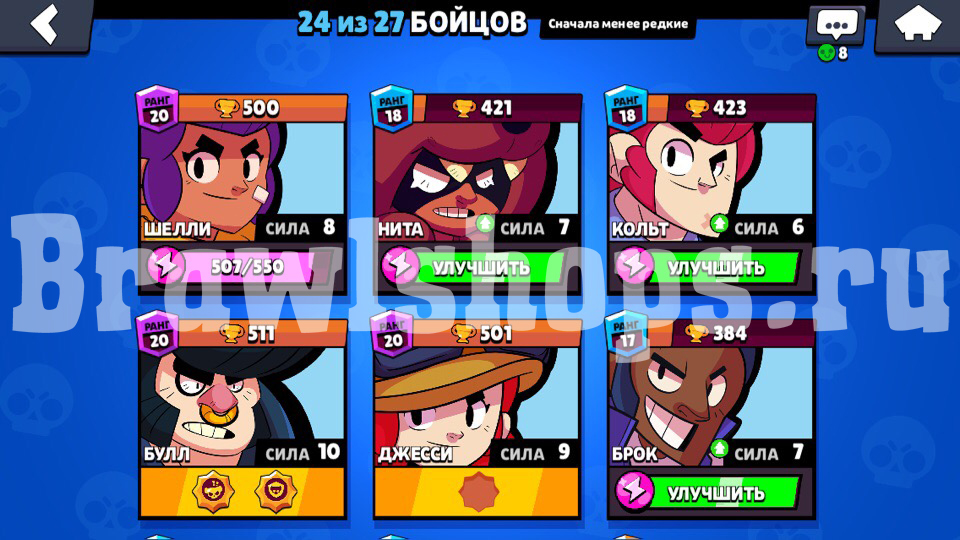 24 из 27 БОЙЦОВ
Сначала менее редкие
8
РАНГ 20 500
РАНГ 18 421
РАНГ 18 423
ШЕЛЛИ СИЛА 8
НИТА СИЛА 7
КОЛЬТ СИЛА 6
507/550
УЛУЧШИТЬ
УЛУЧШИТЬ
Brawlshops.ru
РАНГ 20 511
РАНГ 20 501
РАНГ 17 384
БУЛЛ СИЛА 10
ДЖЕССИ СИЛА 9
БРОК СИЛА 7
УЛУЧШИТЬ